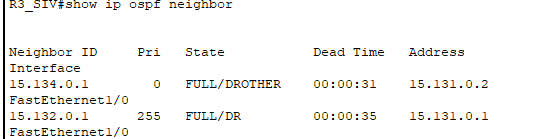 R3_SIV#show ip ospf neighbor
Neighbor ID     Pri   State           Dead Time   Address
Interface
15.134.0.1        0   FULL/DROTHER    00:00:31    15.131.0.2
FastEthernet1/0
15.132.0.1      255   FULL/DR         00:00:35    15.131.0.1
FastEthernet1/0